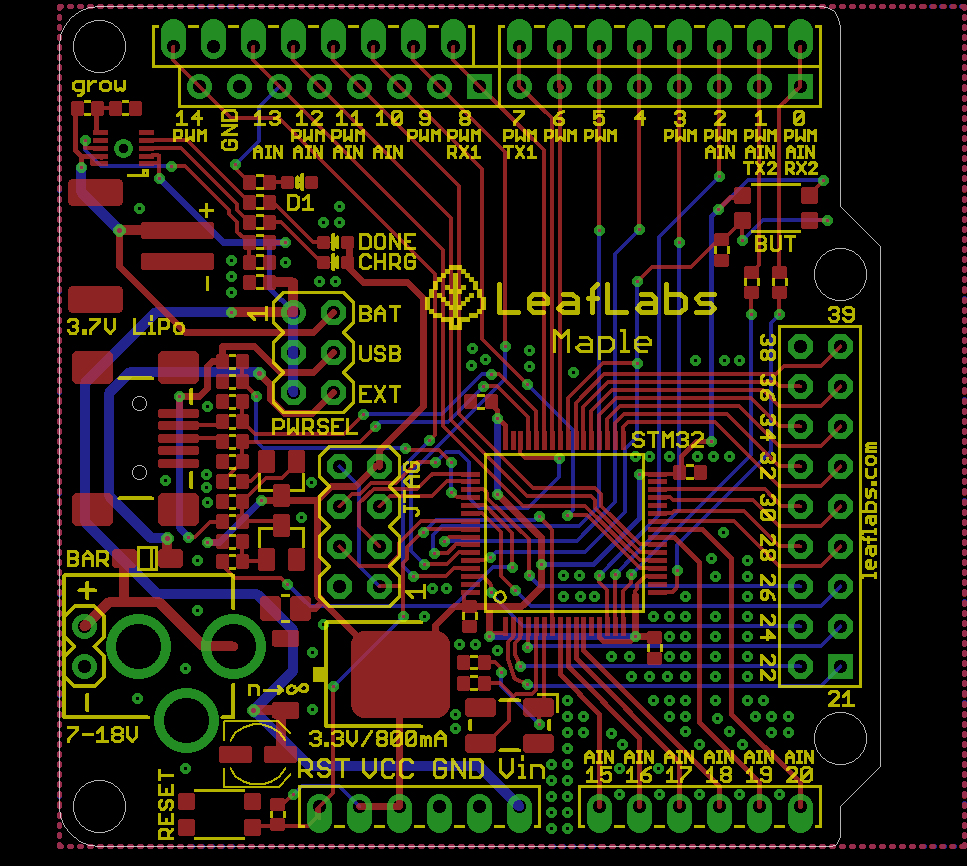 grow
14 13 12 11 10 9 8 7 6 5 4 3 2 1 0
PWM GND PWM PWM PWM PWM PWM PWM PWM PWM PWM PWM PWM
AIN AIN AIN AIN RX1 TX1 AIN AIN AIN
TX2 RX2
D1
+
DONE
CHRG
BUT
−
1
BAT
3.7V LiPo
LeafLabs
39
Maple
USB
38
EXT
36
PWRSEL
34
STM32
JTAG
32
30
leaflabs.com
28
BAR
26
+
1
24
22
−
n→∞
21
7-18V
3.3V/800mA
RST VCC GND Vin
AIN AIN AIN AIN AIN AIN
15 16 17 18 19 20
RESET